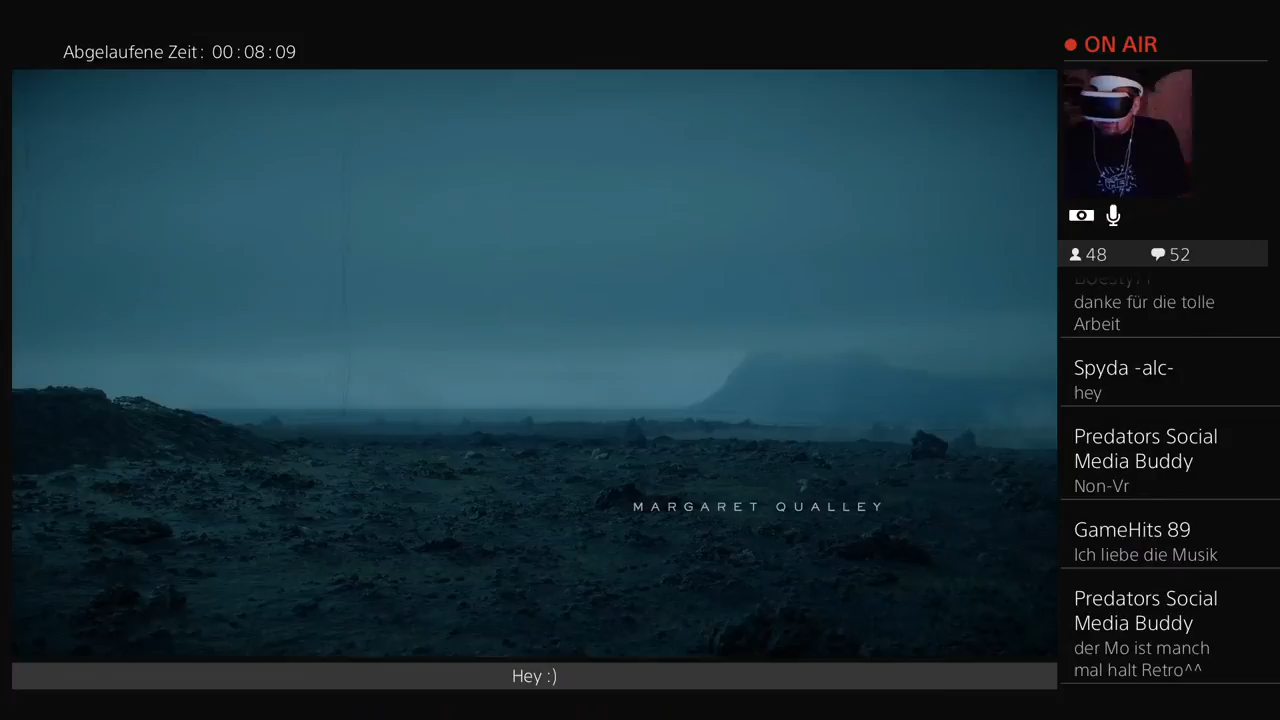 Abgelaufene Zeit: 00:08:09
ON AIR
48 52
danke für die tolle
Arbeit
Spyda -alc-
hey
Predators Social
Media Buddy
Non-Vr
GameHits 89
Ich liebe die Musik
Predators Social
Media Buddy
der Mo ist manch
mal halt Retro^^
MARGARET QUALLEY
Hey :)